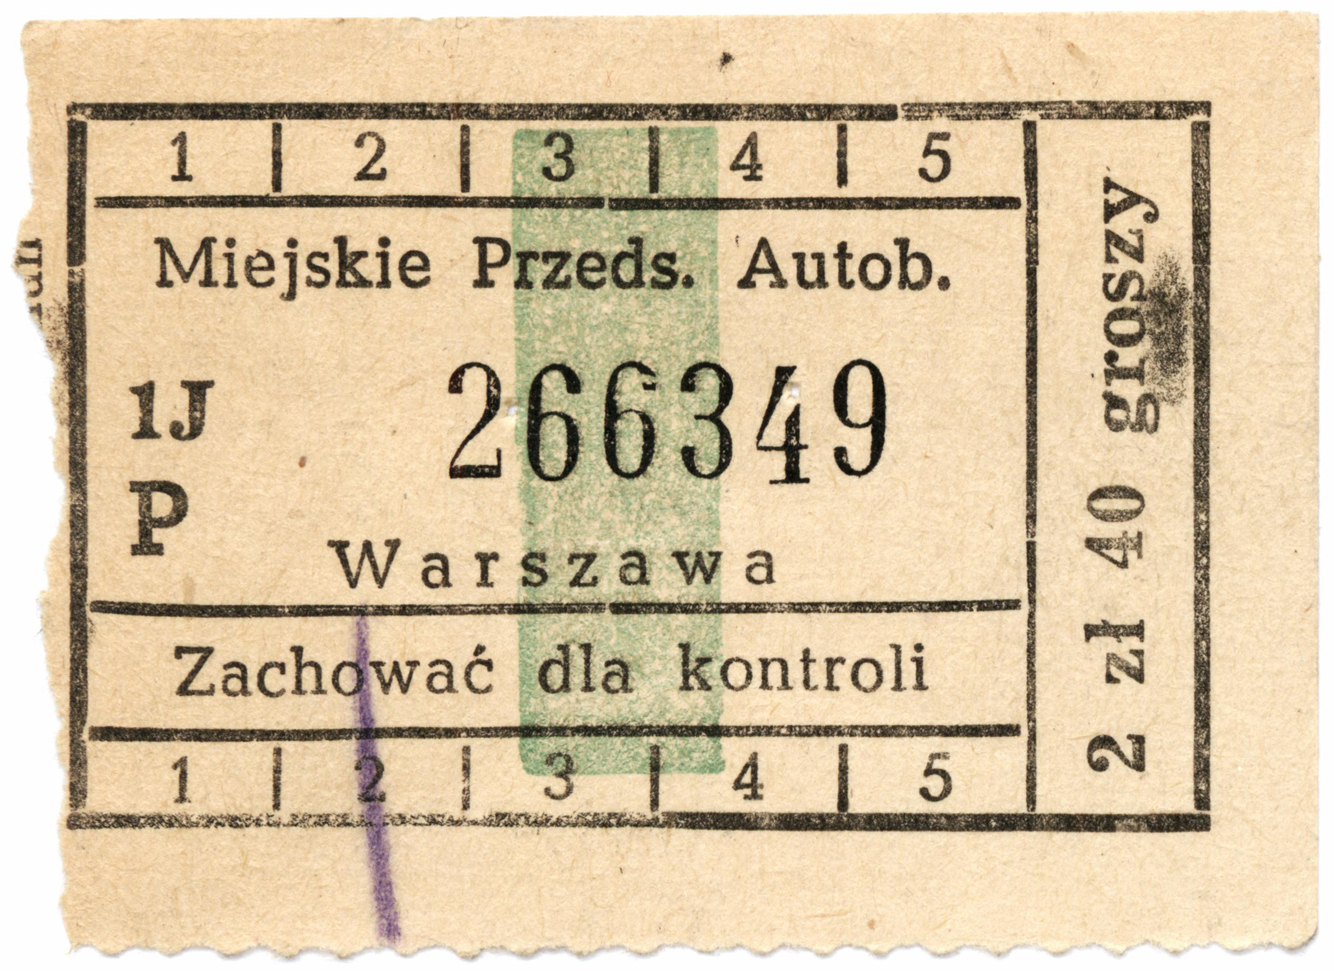 1 | 2 | 3 | 4 | 5
Miejskie Przeds. Autob.
1J
266349
P
Warszawa
Zachować dla kontroli
1 | 2 | 3 | 4 | 5
2 zł 40 groszy